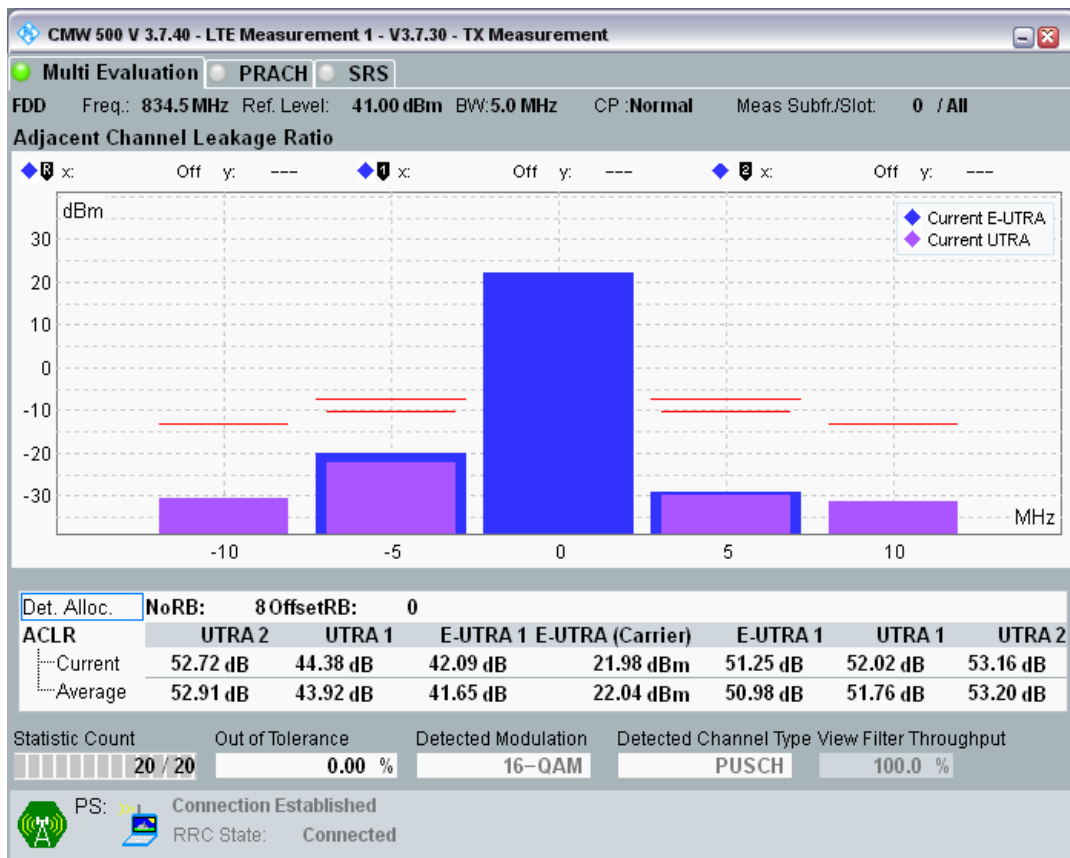 CMW 500 V 3.7.40 - LTE Measurement 1 - V3.7.30 - TX Measurement
Multi Evaluation PRACH SRS
FDD Freq.: 834.5 MHz Ref. Level: 41.00 dBm BW:5.0 MHz CP :Normal Meas Subfr./Slot: 0 / All
Adjacent Channel Leakage Ratio
R x: Off y: --- 1 x: Off y: --- 2 x: Off y: ---
dBm
Current E-UTRA
Current UTRA
30
20
10
0
-10
-20
-30
MHz
-10 -5 0 5 10
Det. Alloc. NoRB: 8 OffsetRB: 0
ACLR UTRA 2 UTRA 1 E-UTRA 1 E-UTRA (Carrier) E-UTRA 1 UTRA 1 UTRA 2
Current 52.72 dB 44.38 dB 42.09 dB 21.98 dBm 51.25 dB 52.02 dB 53.16 dB
Average 52.91 dB 43.92 dB 41.65 dB 22.04 dBm 50.98 dB 51.76 dB 53.20 dB
Statistic Count Out of Tolerance Detected Modulation Detected Channel Type View Filter Throughput
20 / 20 0.00 % 16-QAM PUSCH 100.0 %
PS: Connection Established
RRC State: Connected